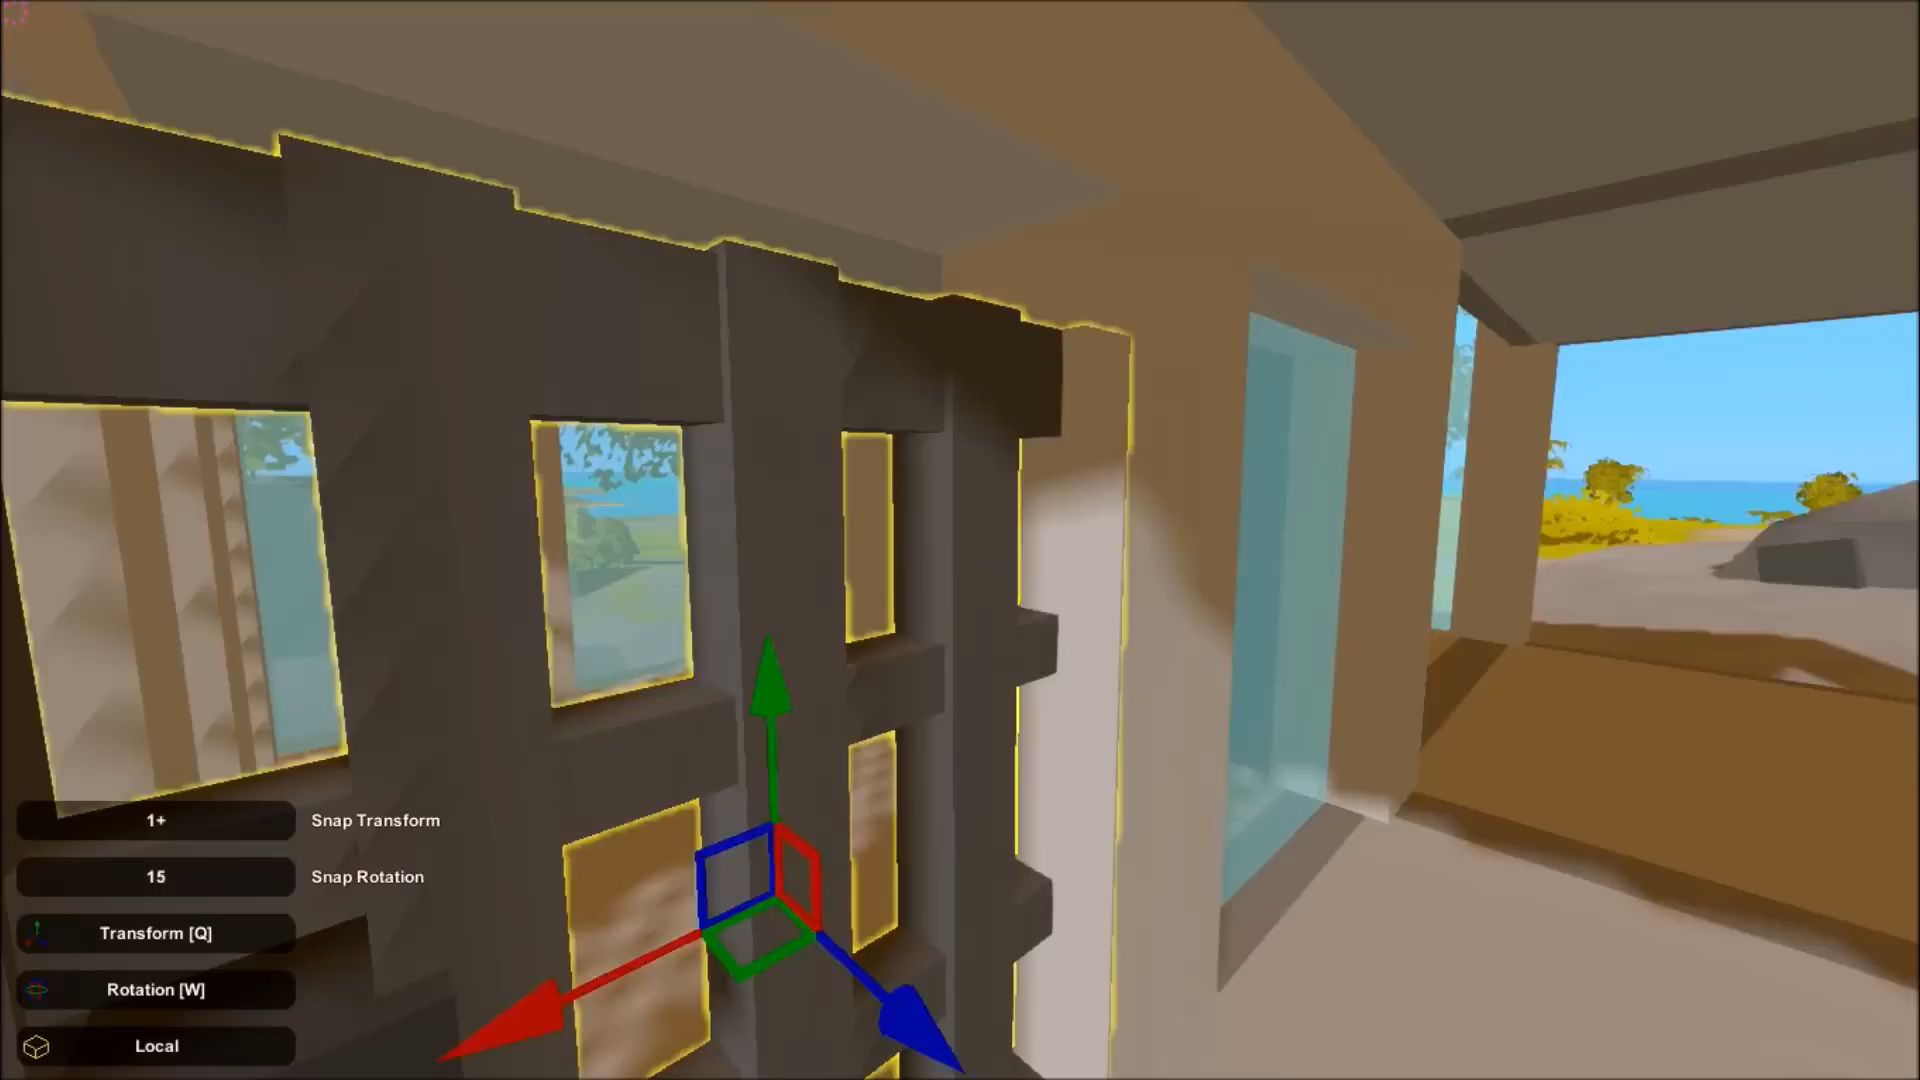 1+ Snap Transform
15 Snap Rotation
Transform [Q]
Rotation [W]
Local